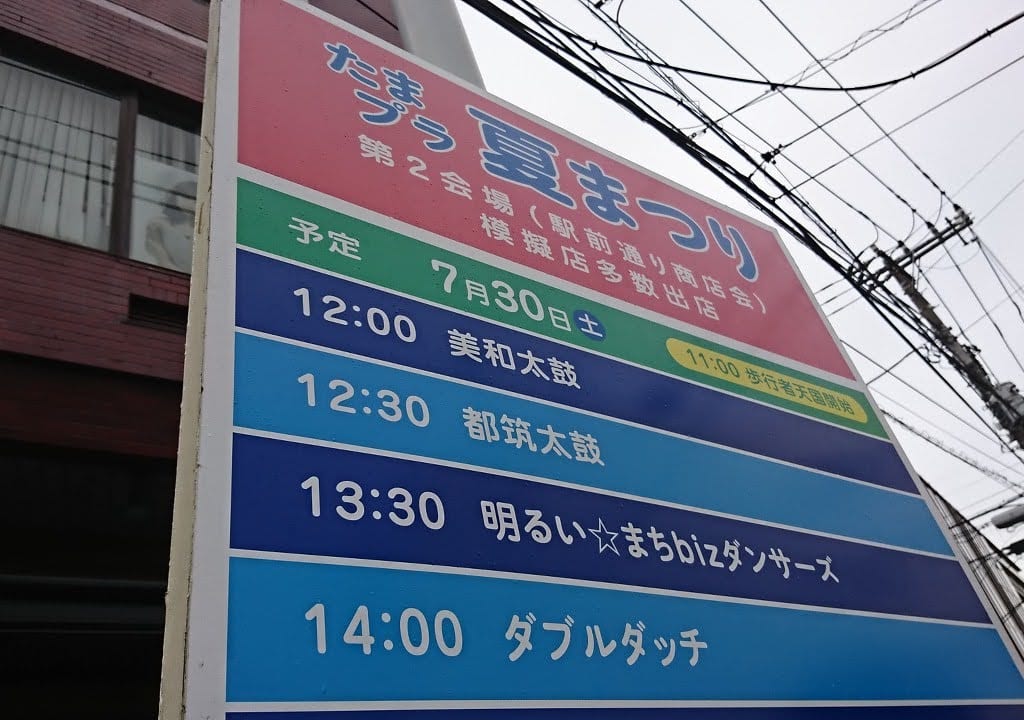 たまプラ 夏まつり
第2会場(駅前通り商店会)
模擬店多数出店
予定 7月30日土 11:00 歩行者天国開始
12:00 美和太鼓
12:30 都筑太鼓
13:30 明るい☆まちbizダンサーズ
14:00 ダブルダッチ